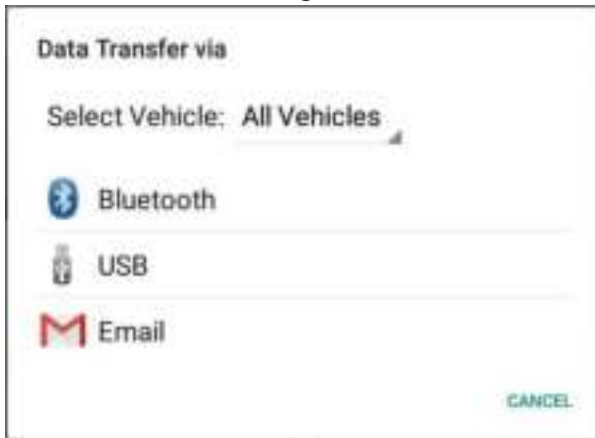 Data Transfer via
Select Vehicle: All Vehicles
Bluetooth
USB
Email
CANCEL